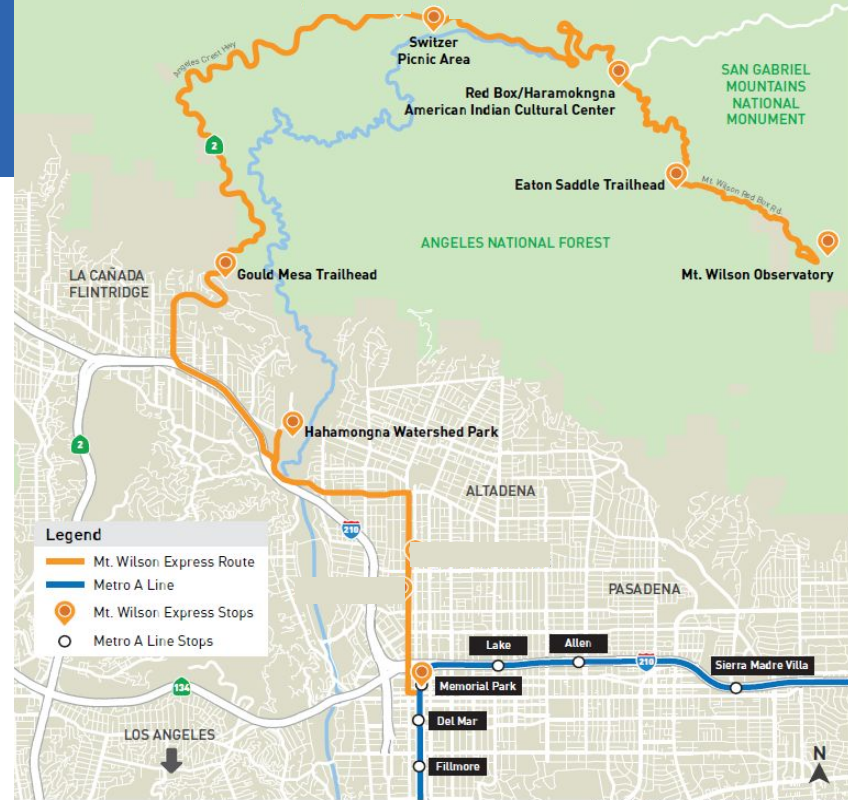 Angeles Crest Hwy
Switzer
Picnic Area
Red Box/Haramokngna
American Indian Cultural Center
SAN GABRIEL
MOUNTAINS
NATIONAL
MONUMENT
2
Eaton Saddle Trailhead
Mt. Wilson Red Box Rd.
ANGELES NATIONAL FOREST
Mt. Wilson Observatory
LA CAÑADA
FLINTRIDGE
Gould Mesa Trailhead
2
Hahamongna Watershed Park
ALTADENA
210
Legend
Mt. Wilson Express Route
Metro A Line
Mt. Wilson Express Stops
Metro A Line Stops
PASADENA
Lake
Allen
210
Sierra Madre Villa
Memorial Park
134
Del Mar
LOS ANGELES
Fillmore
N